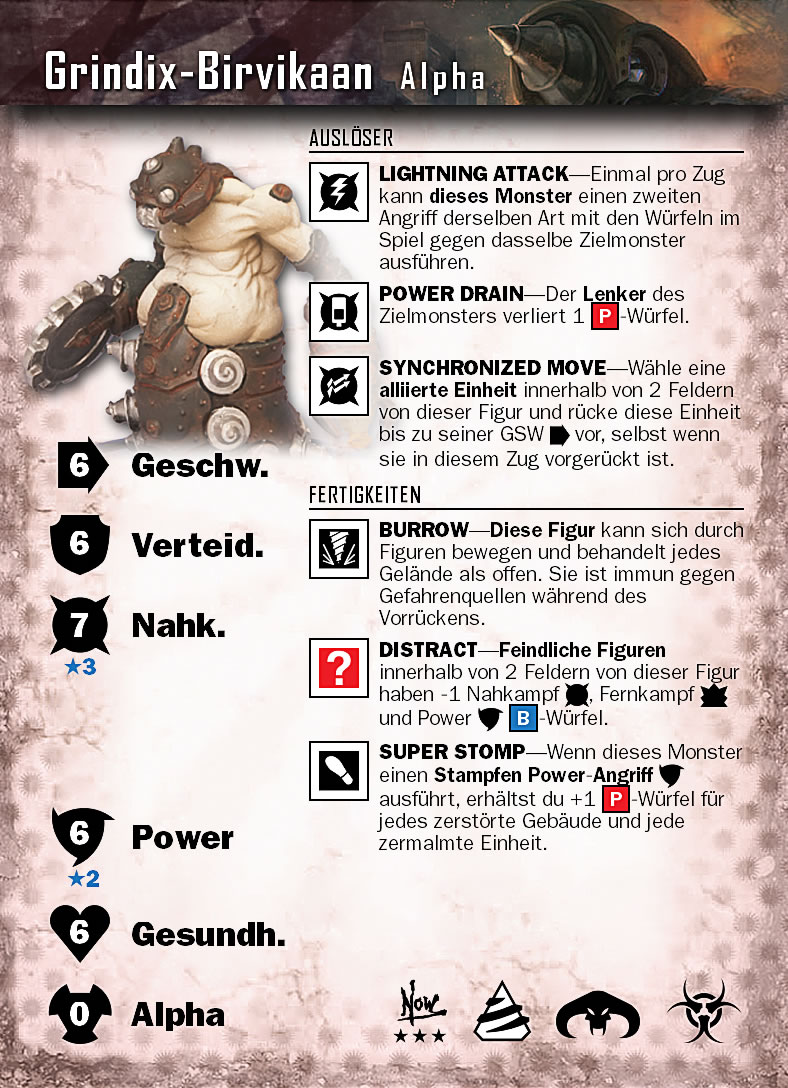 Grindix-Birvikaan Alpha
AUSLÖSER
LIGHTNING ATTACK—Einmal pro Zug
kann dieses Monster einen zweiten
Angriff derselben Art mit den Würfeln im
Spiel gegen dasselbe Zielmonster
ausführen.
POWER DRAIN—Der Lenker des
Zielmonsters verliert 1 P-Würfel.
SYNCHRONIZED MOVE—Wähle eine
alliierte Einheit innerhalb von 2 Feldern
von dieser Figur und rücke diese Einheit
bis zu seiner GSW vor, selbst wenn
sie in diesem Zug vorgerückt ist.
6 Geschw.
6 Verteid.
7 Nahk.
★3
6 Power
★2
6 Gesundh.
0 Alpha
FERTIGKEITEN
BURROW—Diese Figur kann sich durch
Figuren bewegen und behandelt jedes
Gelände als offen. Sie ist immun gegen
Gefahrenquellen während des
Vorrückens.
?
DISTRACT—Feindliche Figuren
innerhalb von 2 Feldern von dieser Figur
haben -1 Nahkampf , Fernkampf
und Power B-Würfel.
SUPER STOMP—Wenn dieses Monster
einen Stampfen Power-Angriff
ausführt, erhältst du +1 P-Würfel für
jedes zerstörte Gebäude und jede
zermalmte Einheit.
Now
★★★